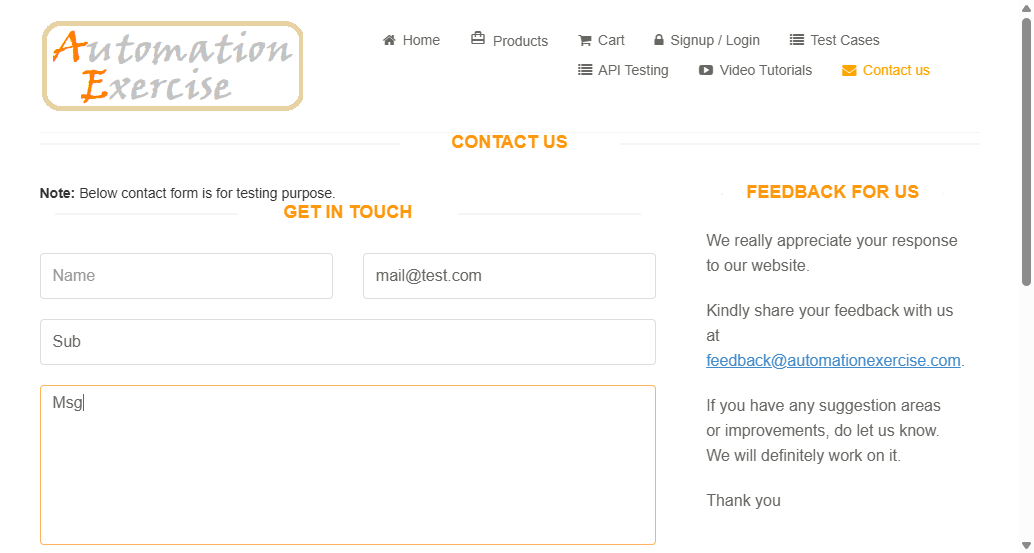 Automation
Exercise
Home Products Cart Signup / Login Test Cases
API Testing Video Tutorials Contact us
CONTACT US
Note: Below contact form is for testing purpose.
GET IN TOUCH
Name
mail@test.com
Sub
Msg
FEEDBACK FOR US
We really appreciate your response
to our website.
Kindly share your feedback with us
at
feedback@automationexercise.com.
If you have any suggestion areas
or improvements, do let us know.
We will definitely work on it.
Thank you